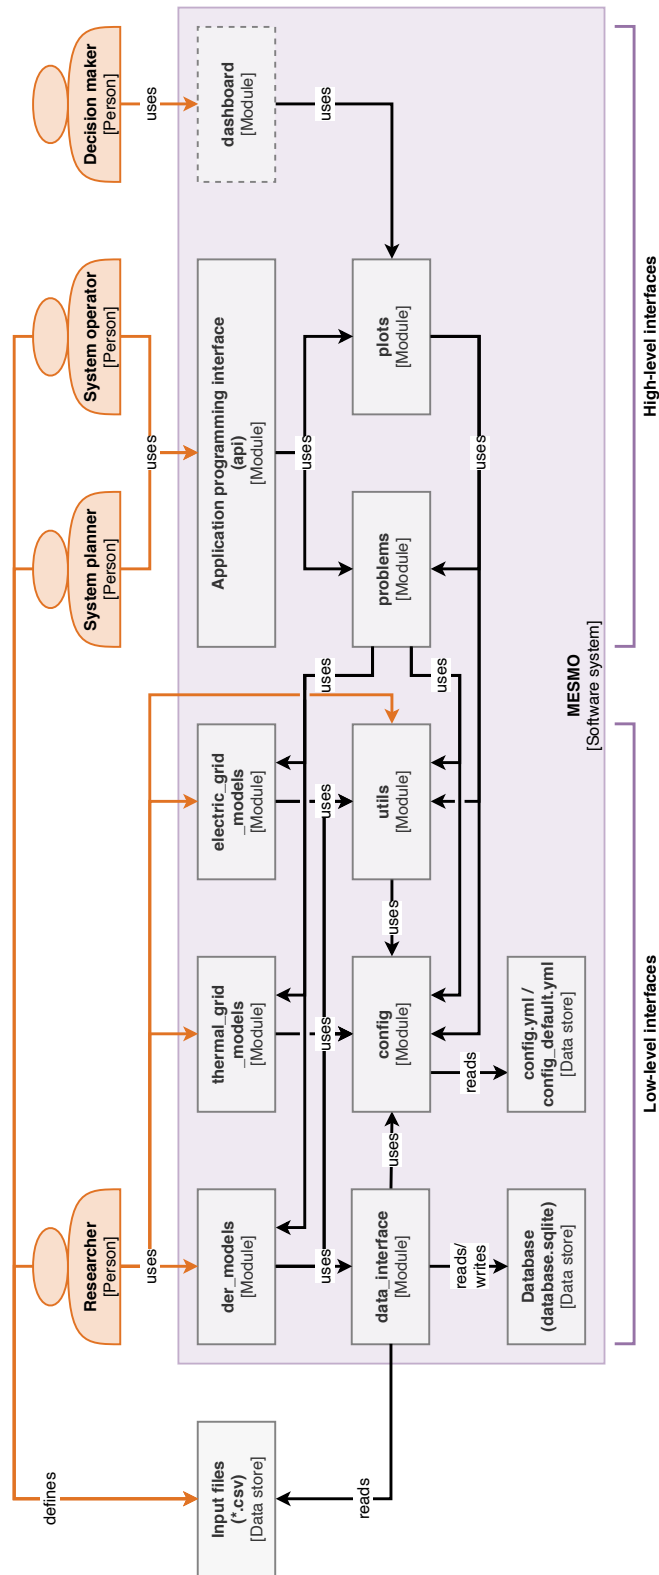 Researcher
[Person]
System planner
[Person]
System operator
[Person]
Decision maker
[Person]
defines
uses
uses
uses
Input files
(*.csv)
[Data store]
der_models
[Module]
thermal_grid
_models
[Module]
electric_grid
_models
[Module]
Application programming interface
(api)
[Module]
dashboard
[Module]
reads
uses
uses
uses
uses
uses
uses
data_interface
[Module]
uses
config
[Module]
uses
utils
[Module]
problems
[Module]
plots
[Module]
reads/
writes
reads
uses
uses
Database
(database.sqlite)
[Data store]
config.yml /
config_default.yml
[Data store]
MESMO
[Software system]
Low-level interfaces
High-level interfaces